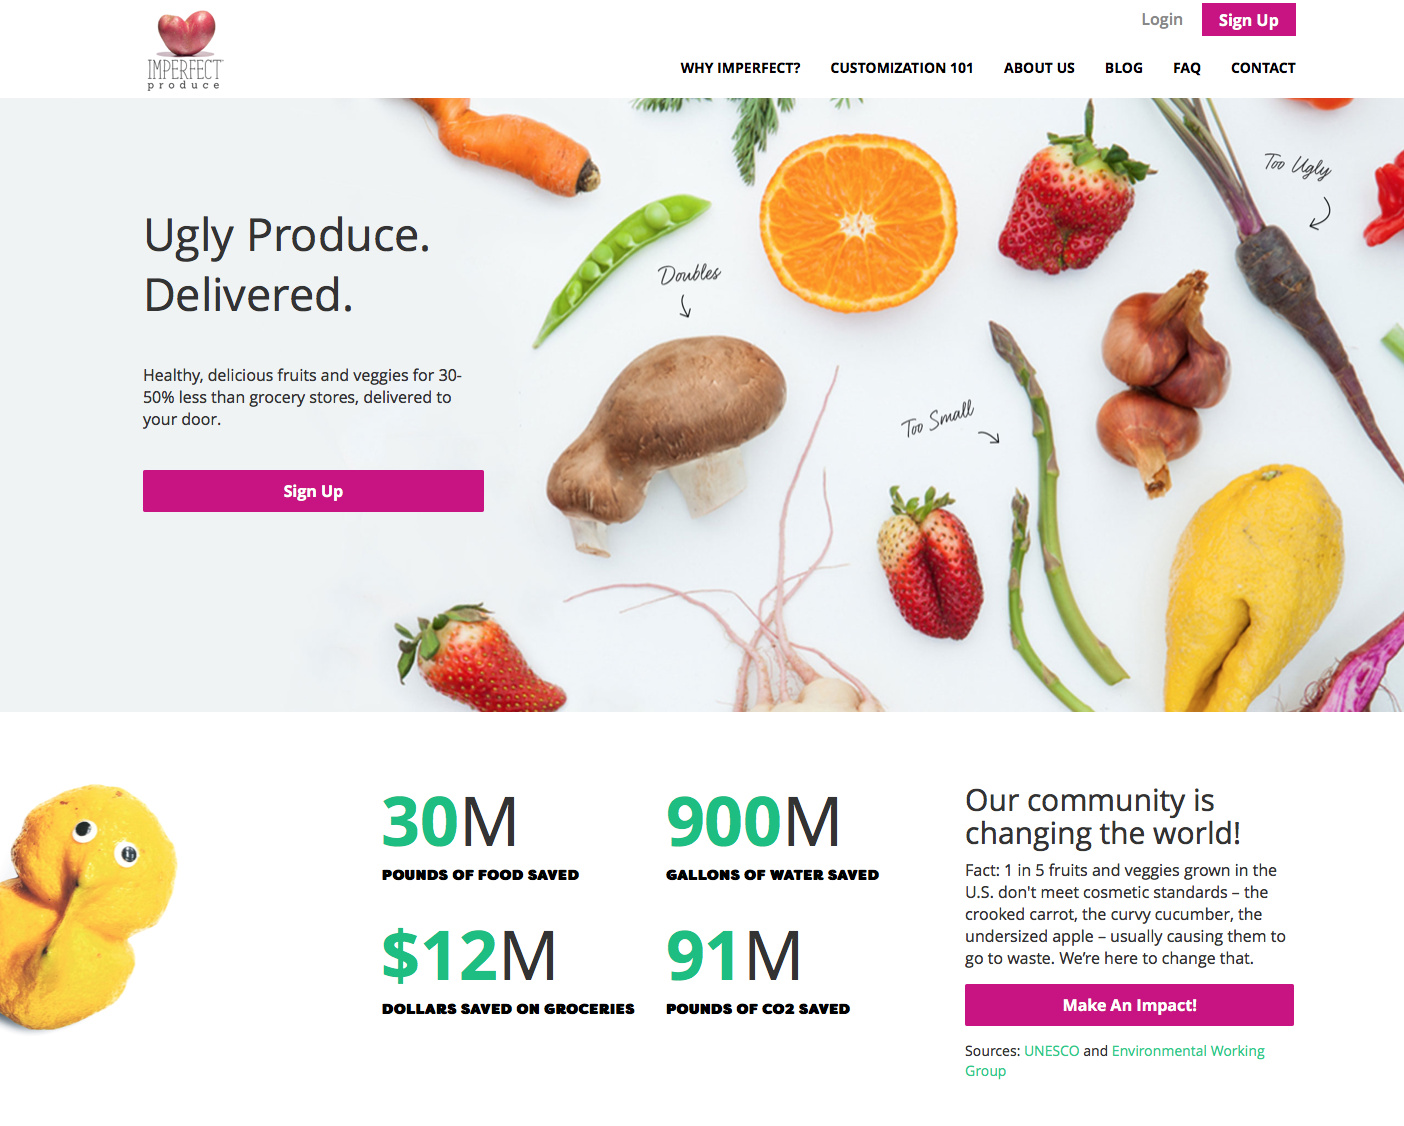 IMPERFECT
produce
Login
Sign Up
WHY IMPERFECT?
CUSTOMIZATION 101
ABOUT US
BLOG
FAQ
CONTACT
Ugly Produce.
Delivered.
Healthy, delicious fruits and veggies for 30-
50% less than grocery stores, delivered to
your door.
Sign Up
Doubles
Too Small
Too Ugly
30M
POUNDS OF FOOD SAVED
900M
GALLONS OF WATER SAVED
$12M
DOLLARS SAVED ON GROCERIES
91M
POUNDS OF CO2 SAVED
Our community is
changing the world!
Fact: 1 in 5 fruits and veggies grown in the
U.S. don't meet cosmetic standards – the
crooked carrot, the curvy cucumber, the
undersized apple – usually causing them to
go to waste. We’re here to change that.
Make An Impact!
Sources: UNESCO and Environmental Working
Group